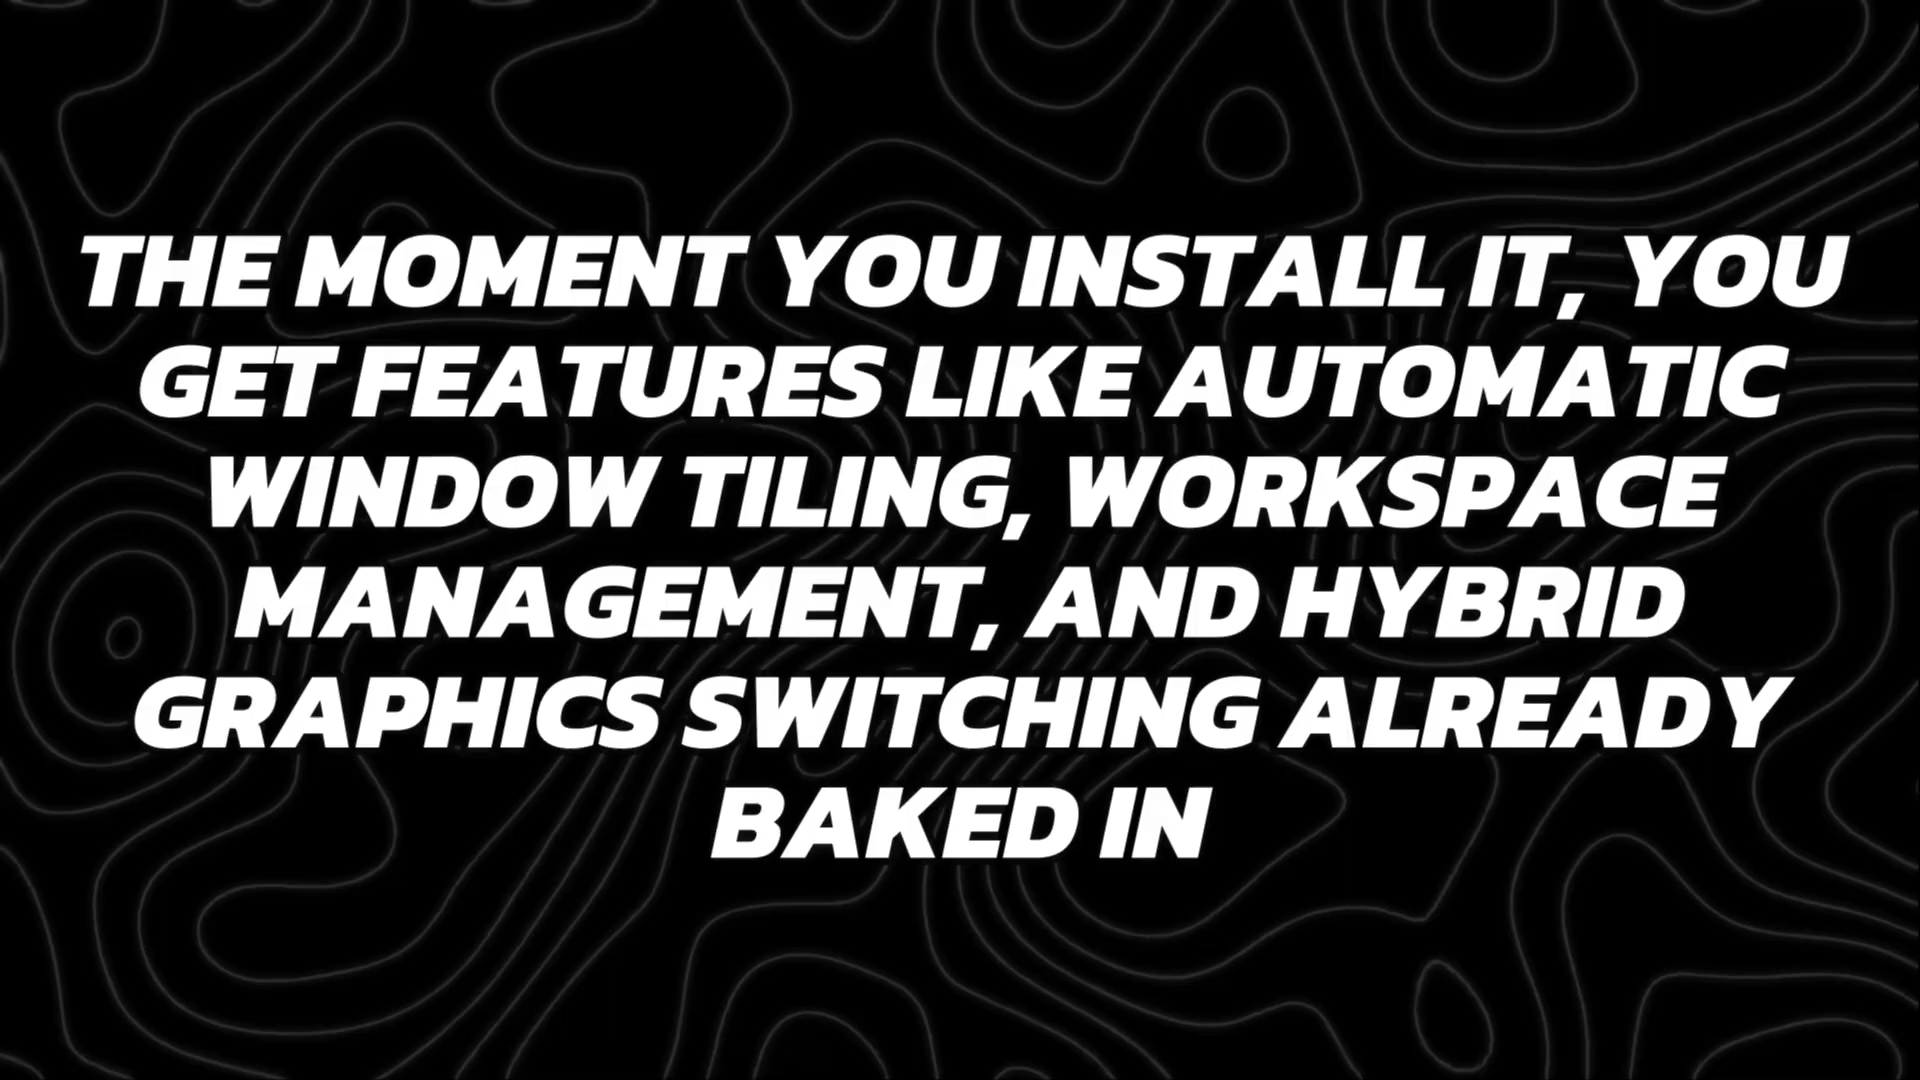 THE MOMENT YOU INSTALL IT, YOU
GET FEATURES LIKE AUTOMATIC
WINDOW TILING, WORKSPACE
MANAGEMENT, AND HYBRID
GRAPHICS SWITCHING ALREADY
BAKED IN